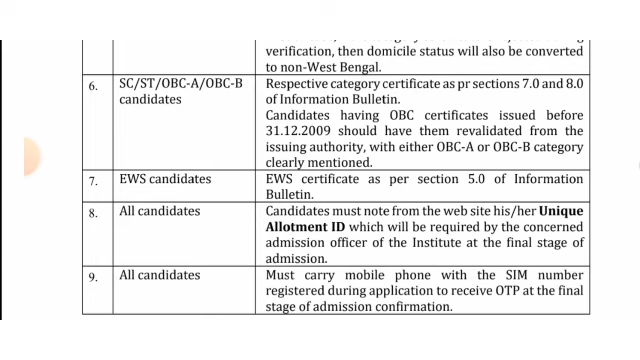 verification, then domicile status will also be converted
to non-West Bengal.
6. SC/ST/OBC-A/OBC-B Respective category certificate as pr sections 7.0 and 8.0
candidates of Information Bulletin.
Candidates having OBC certificates issued before
31.12.2009 should have them revalidated from the
issuing authority, with either OBC-A or OBC-B category
clearly mentioned.
7. EWS candidates EWS certificate as per section 5.0 of Information
Bulletin.
8. All candidates Candidates must note from the web site his/her Unique
Allotment ID which will be required by the concerned
admission officer of the Institute at the final stage of
admission.
9. All candidates Must carry mobile phone with the SIM number
registered during application to receive OTP at the final
stage of admission confirmation.